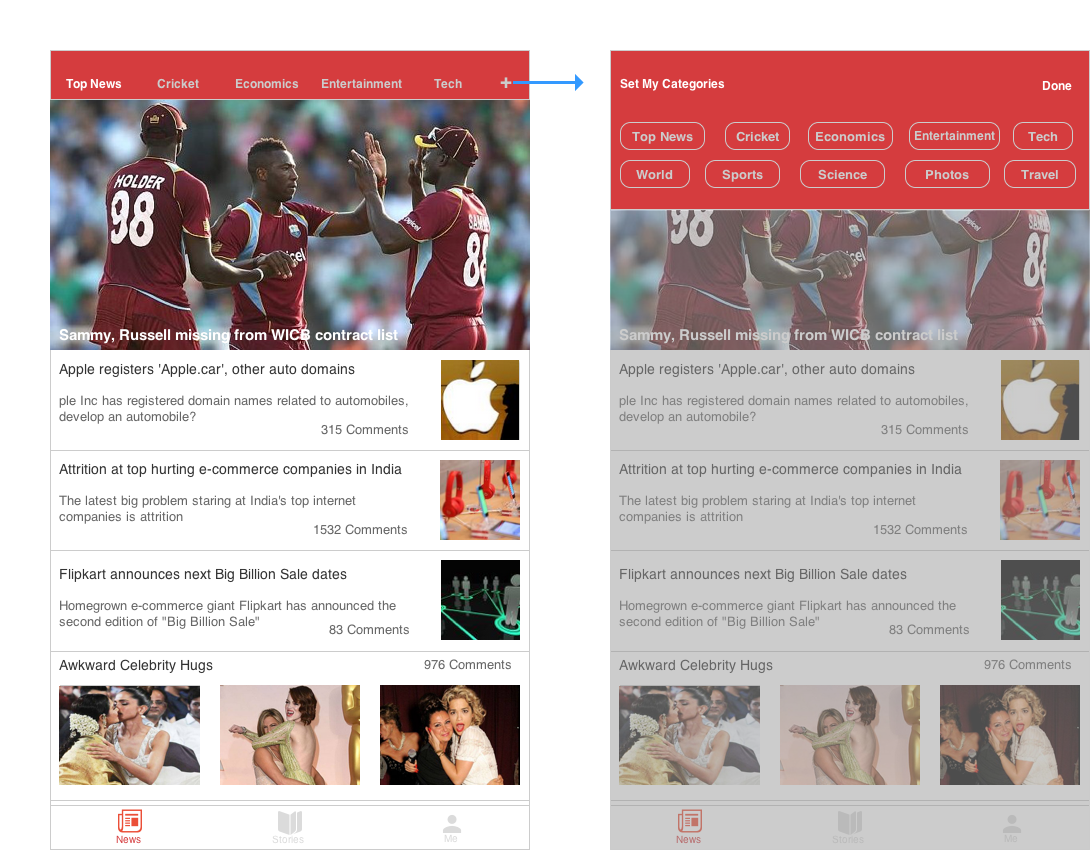 Top News Cricket Economics Entertainment Tech +
HOLDER
98
SAMM
8
Sammy, Russell missing from WICB contract list
Apple registers 'Apple.car', other auto domains
ple Inc has registered domain names related to automobiles,
develop an automobile?
315 Comments
Attrition at top hurting e-commerce companies in India
The latest big problem staring at India's top internet
companies is attrition
1532 Comments
Flipkart announces next Big Billion Sale dates
Homegrown e-commerce giant Flipkart has announced the
second edition of "Big Billion Sale"
83 Comments
Awkward Celebrity Hugs 976 Comments
News Stories Me
Set My Categories Done
Top News Cricket Economics Entertainment Tech
World Sports Science Photos Travel
98
Sammy, Russell missing from WICB contract list
Apple registers 'Apple.car', other auto domains
ple Inc has registered domain names related to automobiles,
develop an automobile?
315 Comments
Attrition at top hurting e-commerce companies in India
The latest big problem staring at India's top internet
companies is attrition
1532 Comments
Flipkart announces next Big Billion Sale dates
Homegrown e-commerce giant Flipkart has announced the
second edition of "Big Billion Sale"
83 Comments
Awkward Celebrity Hugs 976 Comments
News Stories Me